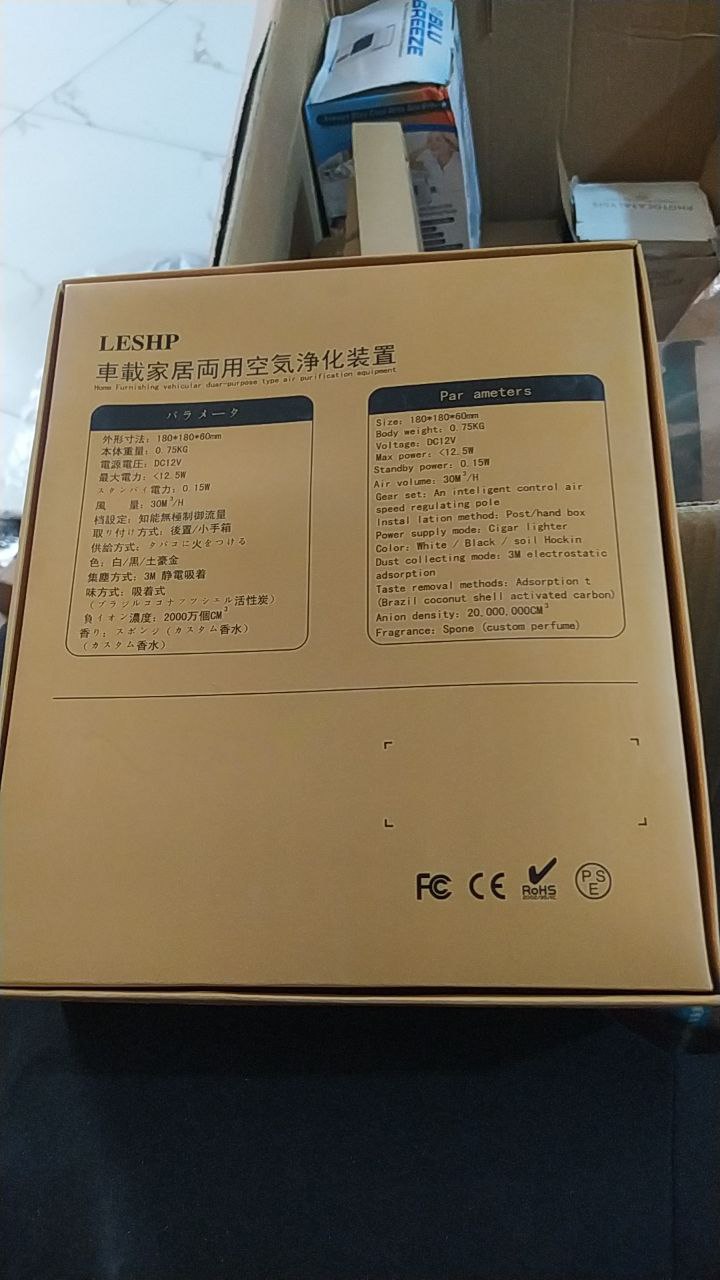 BLU
BREEZE
PHOTOCATALYSIS
LESHP
車載家居両用空気浄化装置
Home Furnishing vehicular duar-purpose type air purification equipment
パラメータ
外形寸法: 180*180*60mm
本体重量: 0.75KG
電源電圧: DC12V
最大電力: <12.5W
スタンバイ電力: 0.15W
風 量: 30M³/H
档設定: 知能無極制御流量
取り付け方式: 後置/小手箱
供給方式: タバコに火をつける
色: 白/黒/土豪金
集塵方式: 3M 静電吸着
味方式: 吸着式
(ブラジルココナッツシェル活性炭)
負イオン濃度: 2000万個CM³
香り: スポンジ(カスタム香水)
(カスタム香水)
Par ameters
Size: 180*180*60mm
Body weight: 0.75KG
Voltage: DC12V
Max power: <12.5W
Standby power: 0.15W
Air volume: 30M³/H
Gear set: An inteligent control air
speed regulating pole
Instal lation method: Post/hand box
Power supply mode: Cigar lighter
Color: White / Black / soil Hockin
Dust collecting mode: 3M electrostatic
adsorption
Taste removal methods: Adsorption t
(Brazil coconut shell activated carbon)
Anion density: 20,000,000CM³
Fragrance: Spone (custom perfume)
FC CE RoHS PSE
2002/95/EC